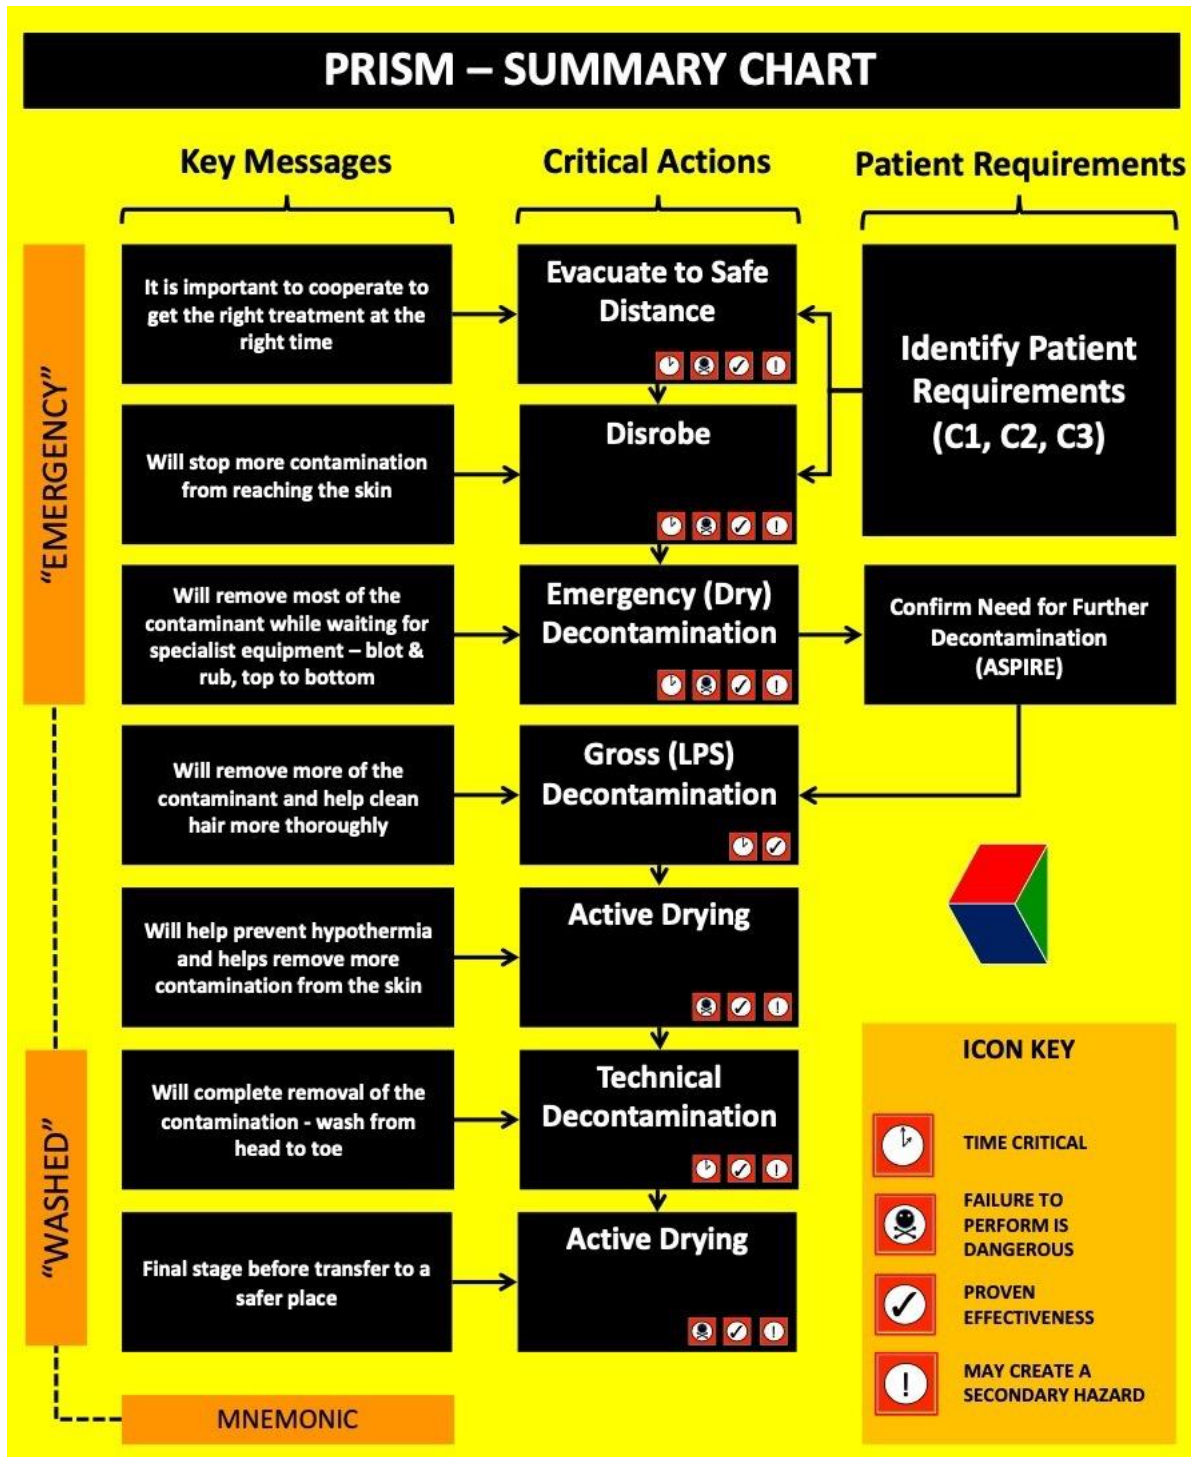 PRISM – SUMMARY CHART
Key Messages
Critical Actions
Patient Requirements
"EMERGENCY"
It is important to cooperate to
get the right treatment at the
right time
Evacuate to Safe
Distance
Identify Patient
Requirements
(C1, C2, C3)
Will stop more contamination
from reaching the skin
Disrobe
Will remove most of the
contaminant while waiting for
specialist equipment – blot &
rub, top to bottom
Emergency (Dry)
Decontamination
Confirm Need for Further
Decontamination
(ASPIRE)
Will remove more of the
contaminant and help clean
hair more thoroughly
Gross (LPS)
Decontamination
Will help prevent hypothermia
and helps remove more
contamination from the skin
Active Drying
"WASHED"
Will complete removal of the
contamination - wash from
head to toe
Technical
Decontamination
Final stage before transfer to a
safer place
Active Drying
MNEMONIC
ICON KEY
TIME CRITICAL
FAILURE TO
PERFORM IS
DANGEROUS
PROVEN
EFFECTIVENESS
MAY CREATE A
SECONDARY HAZARD